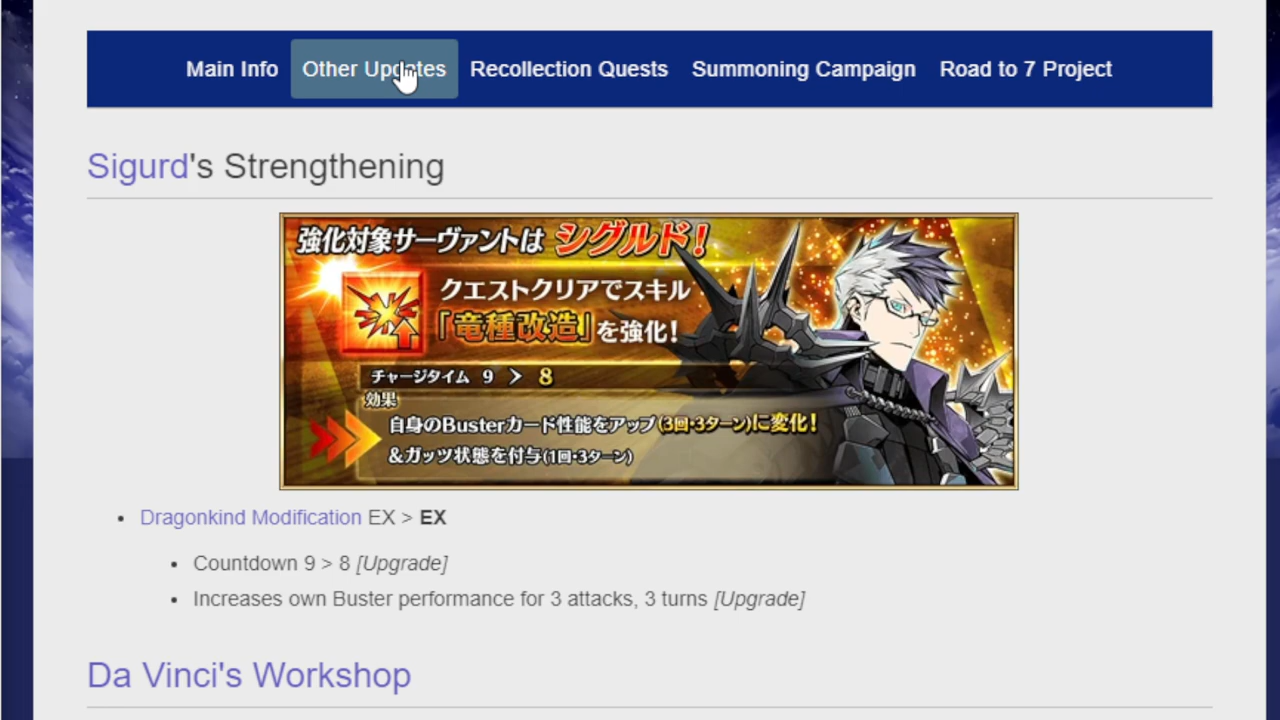 Main Info Other Updates Recollection Quests Summoning Campaign Road to 7 Project
Sigurd's Strengthening
強化対象サーヴァントは シグルド!
クエストクリアでスキル
「竜種改造」を強化!
チャージタイム 9 > 8
効果
自身のBusterカード性能をアップ(3回・3ターン)に変化!
&ガッツ状態を付与(1回・3ターン)
• Dragonkind Modification EX > EX
• Countdown 9 > 8 [Upgrade]
• Increases own Buster performance for 3 attacks, 3 turns [Upgrade]
Da Vinci's Workshop